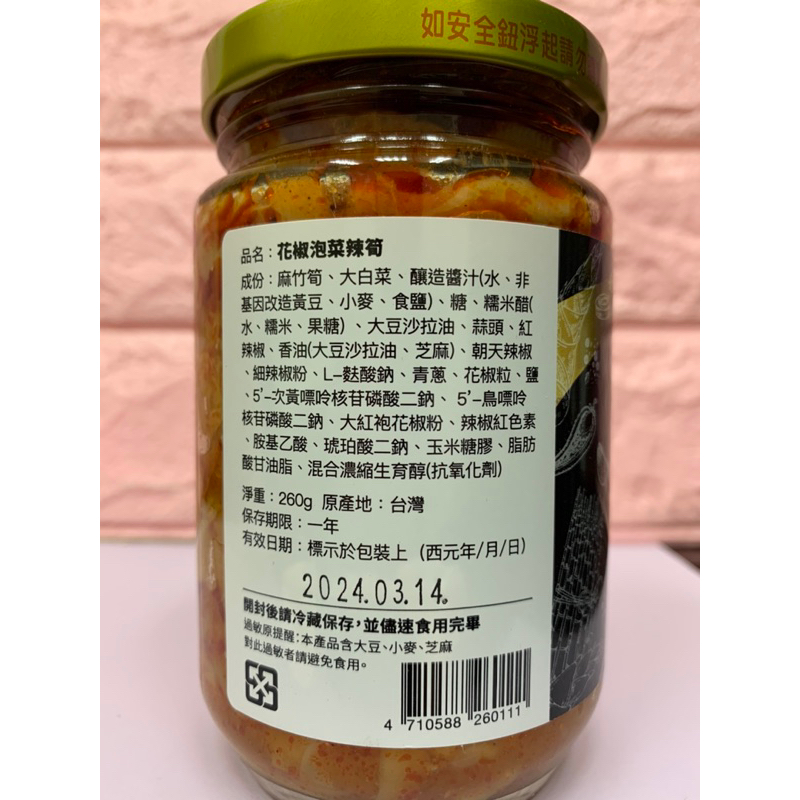 如安全鈕浮起請勿
品名：花椒泡菜辣筍
成份：麻竹筍、大白菜、釀造醬汁(水、非
基因改造黃豆、小麥、食鹽)、糖、糯米醋(
水、糯米、果糖)、大豆沙拉油、蒜頭、紅
辣椒、香油(大豆沙拉油、芝麻)、朝天辣椒
、細辣椒粉、L-麩酸鈉、青蔥、花椒粒、鹽
、5'-次黃嘌呤核苷磷酸二鈉、5'-鳥嘌呤
核苷磷酸二鈉、大紅袍花椒粉、辣椒紅色素
、胺基乙酸、琥珀酸二鈉、玉米糖膠、脂肪
酸甘油脂、混合濃縮生育醇(抗氧化劑)
淨重：260g 原產地：台灣
保存期限：一年
有效日期：標示於包裝上 (西元年/月/日)
2024.03.14.
開封後請冷藏保存,並儘速食用完畢
過敏原提醒:本產品含大豆、小麥、芝麻
對此過敏者請避免食用。
4 710588 260111